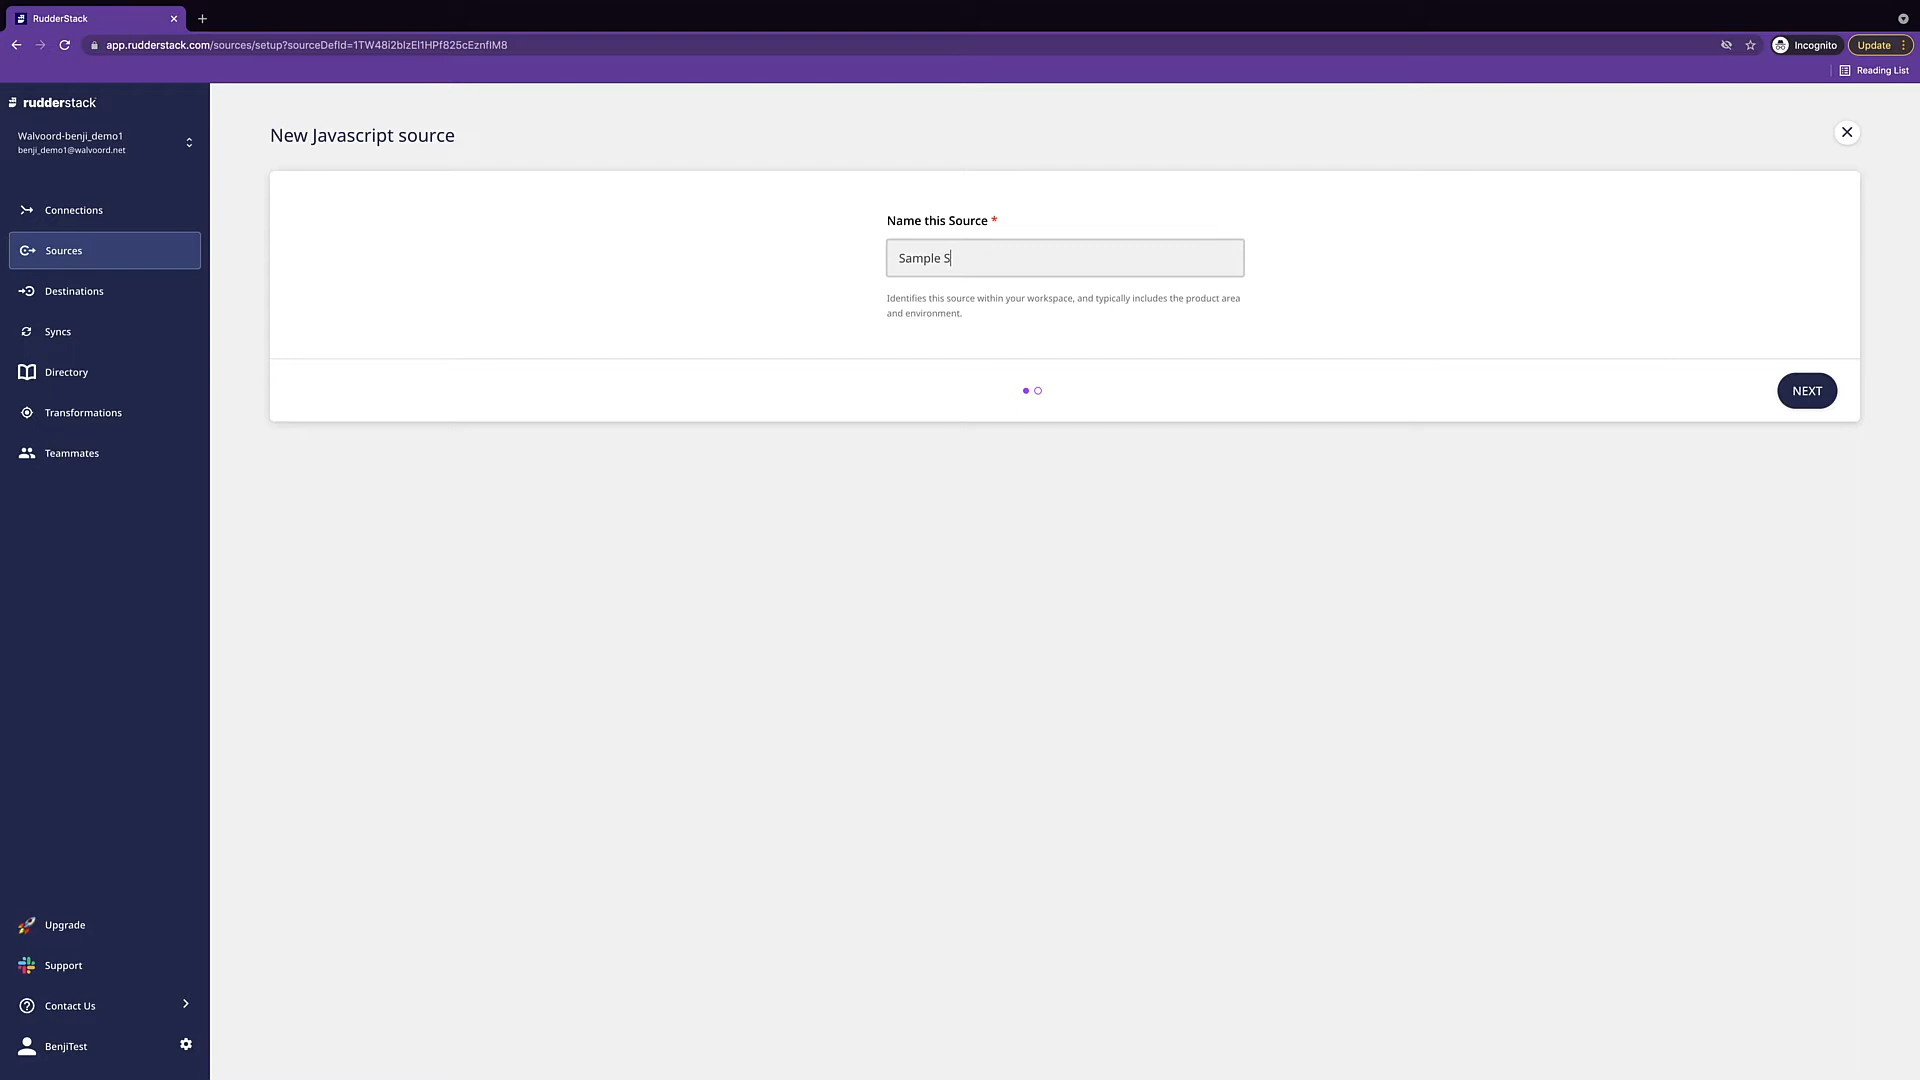 RudderStack
app.rudderstack.com/sources/setup?sourceDefId=1TW48i2bIzEl1HPf825cEznfIM8
Incognito
Update
Reading List
rudderstack
Walvoord-benji_demo1
benji_demo1@walvoord.net
Connections
Sources
Destinations
Syncs
Directory
Transformations
Teammates
Upgrade
Support
Contact Us
BenjiTest
New Javascript source
Name this Source *
Sample S
Identifies this source within your workspace, and typically includes the product area
and environment.
NEXT